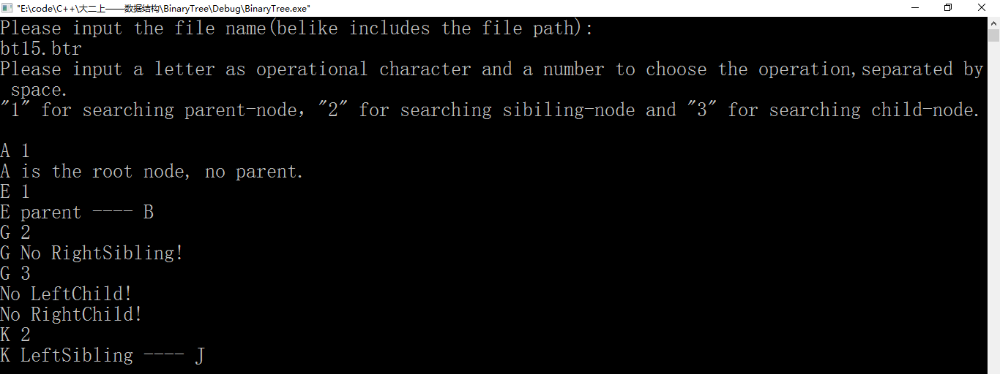 "E:\code\C++\大二上——数据结构\BinaryTree\Debug\BinaryTree.exe"
Please input the file name(belike includes the file path):
bt15.btr
Please input a letter as operational character and a number to choose the operation,separated by
 space.
"1" for searching parent-node, "2" for searching sibiling-node and "3" for searching child-node.
A 1
A is the root node, no parent.
E 1
E parent ---- B
G 2
G No RightSibling!
G 3
No LeftChild!
No RightChild!
K 2
K LeftSibling ---- J